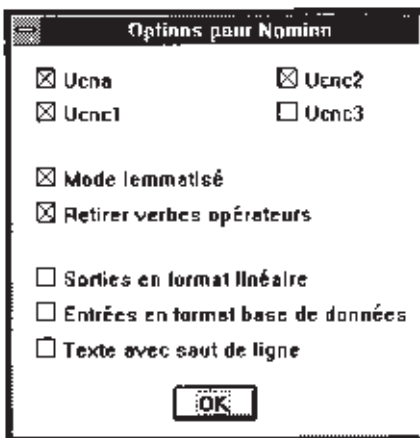 Options pour Nomino
Ucna
Ucnc2
Ucnc1
Ucnc3
Mode lemmatisé
Retirer verbes opérateurs
Sorties en format linéaire
Entrées en format base de données
Texte avec saut de ligne
OK